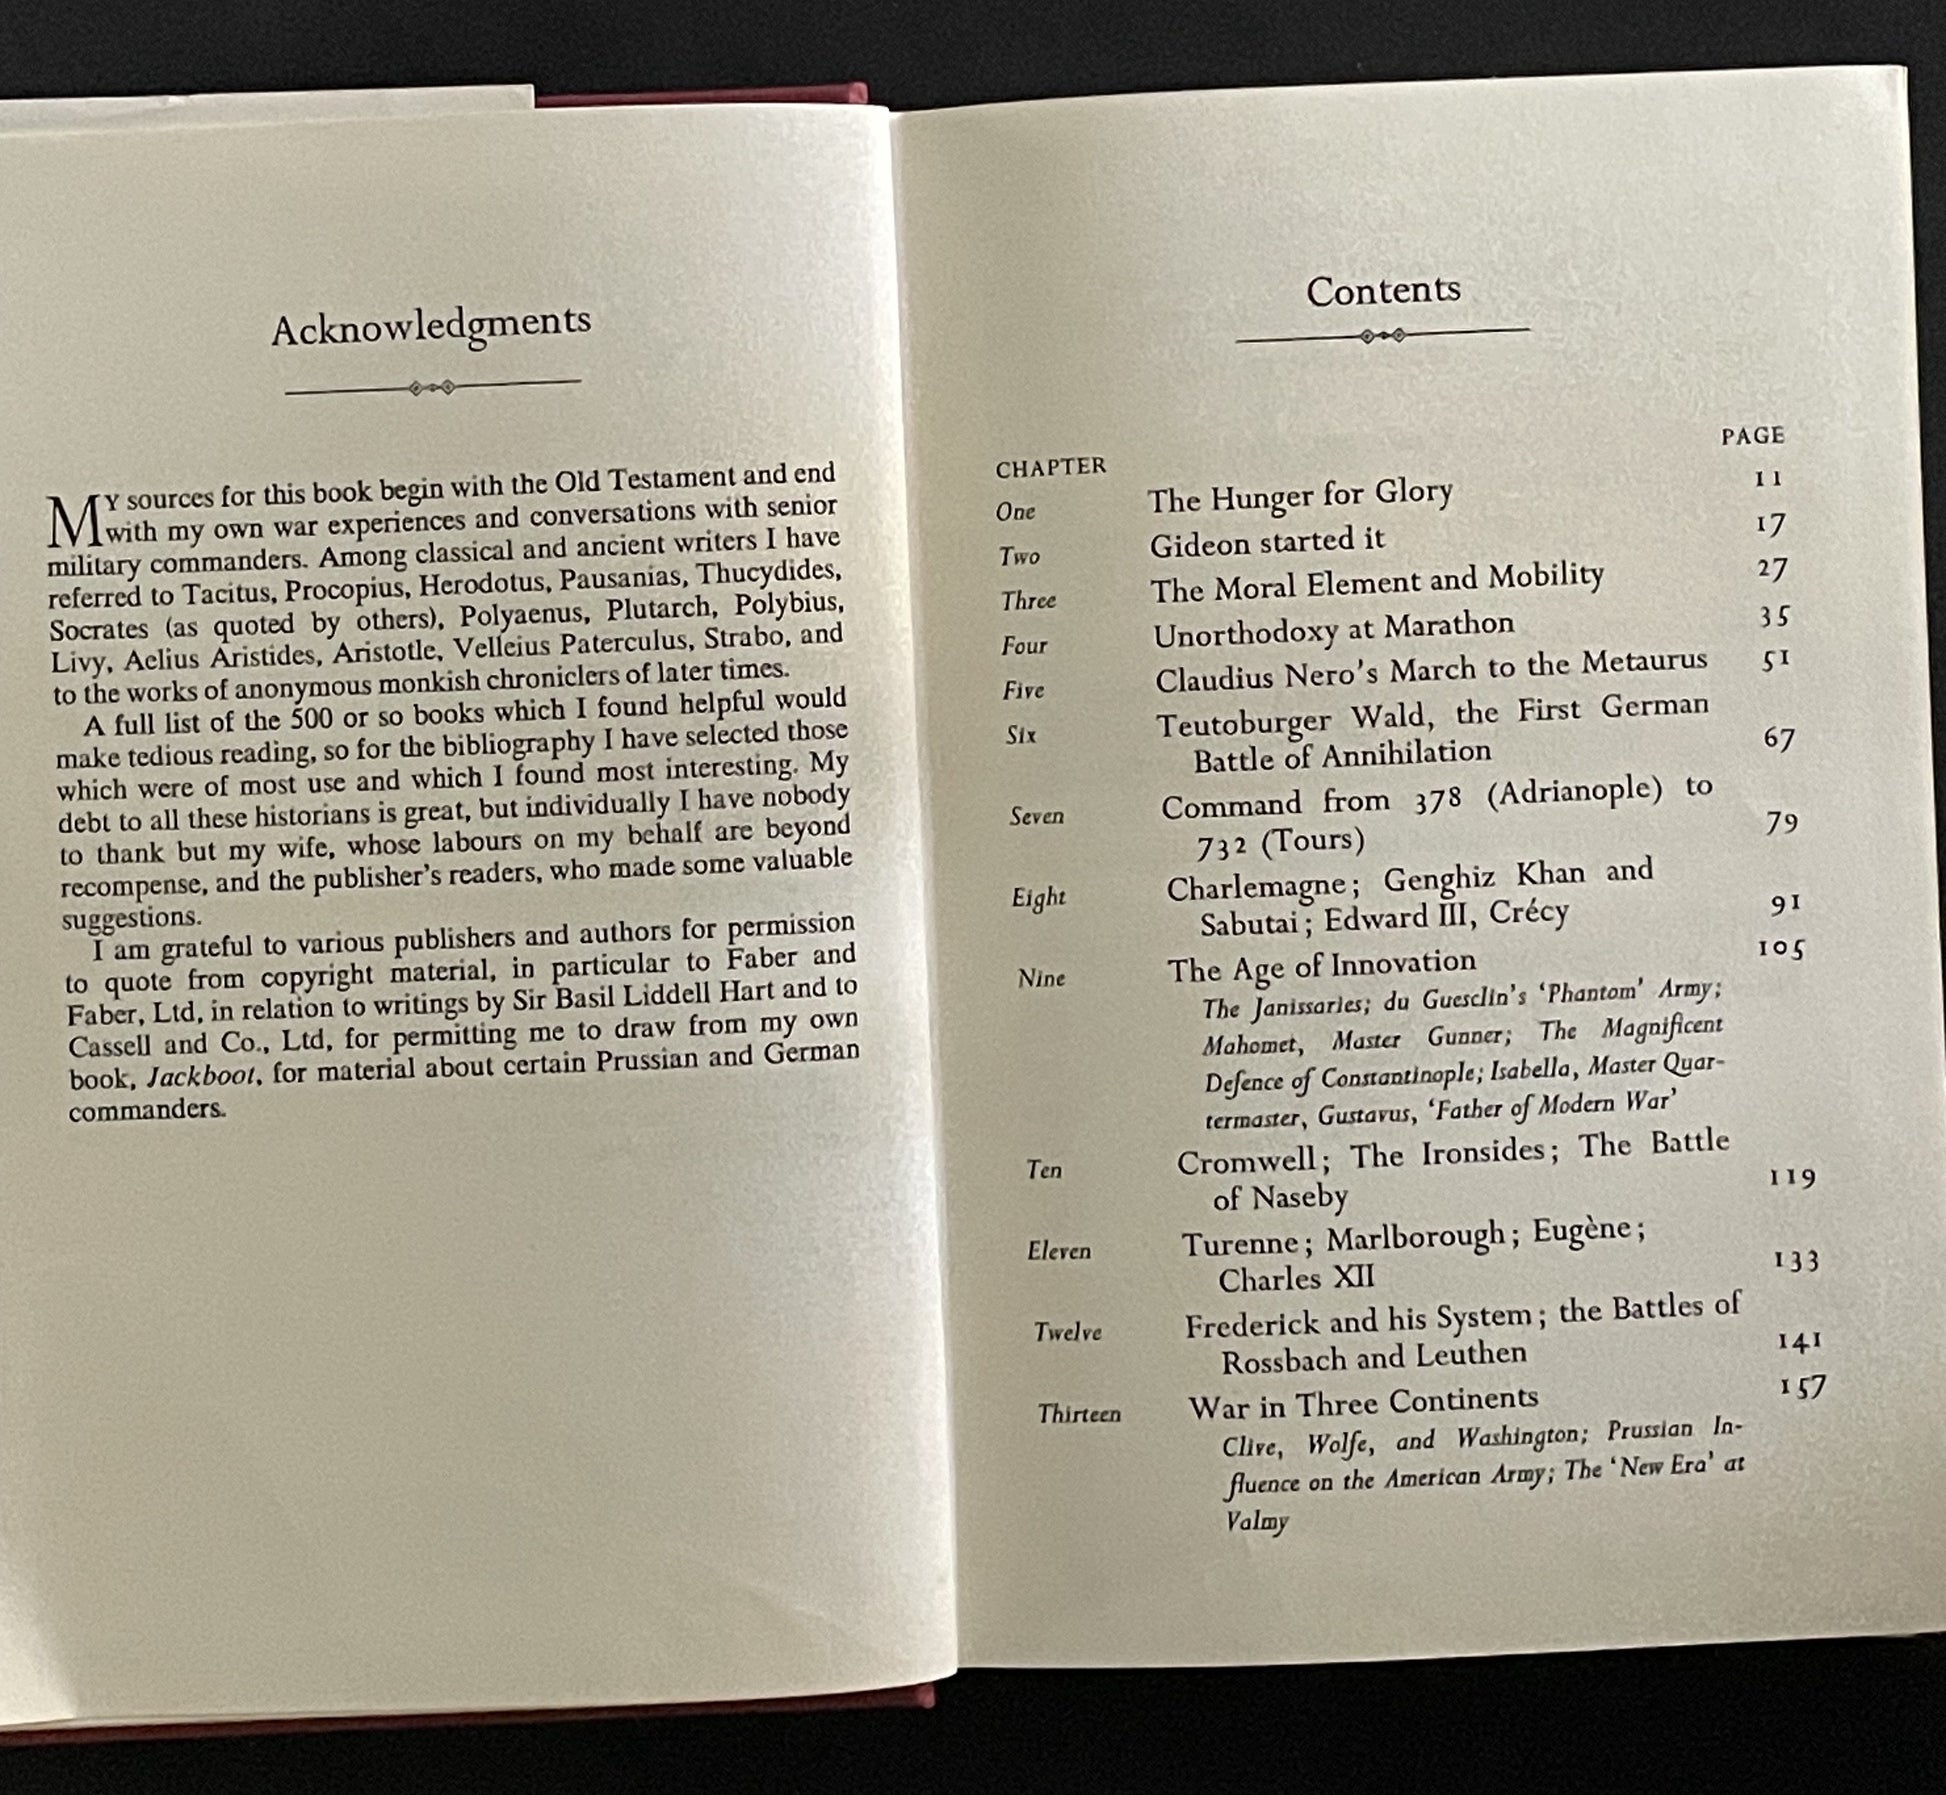 Acknowledgments
MY sources for this book begin with the Old Testament and end
with my own war experiences and conversations with senior
military commanders. Among classical and ancient writers I have
referred to Tacitus, Procopius, Herodotus, Pausanias, Thucydides,
Socrates (as quoted by others), Polyaenus, Plutarch, Polybius,
Livy, Aelius Aristides, Aristotle, Velleius Paterculus, Strabo, and
to the works of anonymous monkish chroniclers of later times.
A full list of the 500 or so books which I found helpful would
make tedious reading, so for the bibliography I have selected those
which were of most use and which I found most interesting. My
debt to all these historians is great, but individually I have nobody
to thank but my wife, whose labours on my behalf are beyond
recompense, and the publisher's readers, who made some valuable
suggestions.
I am grateful to various publishers and authors for permission
to quote from copyright material, in particular to Faber and
Faber, Ltd, in relation to writings by Sir Basil Liddell Hart and to
Cassell and Co., Ltd, for permitting me to draw from my own
book, Jackboot, for material about certain Prussian and German
commanders.
Contents
CHAPTER PAGE
One The Hunger for Glory 11
Two Gideon started it 17
Three The Moral Element and Mobility 27
Four Unorthodoxy at Marathon 35
Five Claudius Nero's March to the Metaurus 51
Six Teutoburger Wald, the First German
Battle of Annihilation 67
Seven Command from 378 (Adrianople) to
732 (Tours) 79
Eight Charlemagne; Genghiz Khan and
Sabutai; Edward III, Crécy 91
Nine The Age of Innovation 105
The Janissaries; du Guesclin's 'Phantom' Army;
Mahomet, Master Gunner; The Magnificent
Defence of Constantinople; Isabella, Master Quar-
termaster, Gustavus, 'Father of Modern War'
Ten Cromwell; The Ironsides; The Battle
of Naseby 119
Eleven Turenne; Marlborough; Eugène;
Charles XII 133
Twelve Frederick and his System; the Battles of
Rossbach and Leuthen 141
Thirteen War in Three Continents 157
Clive, Wolfe, and Washington; Prussian In-
fluence on the American Army; The 'New Era' at
Valmy